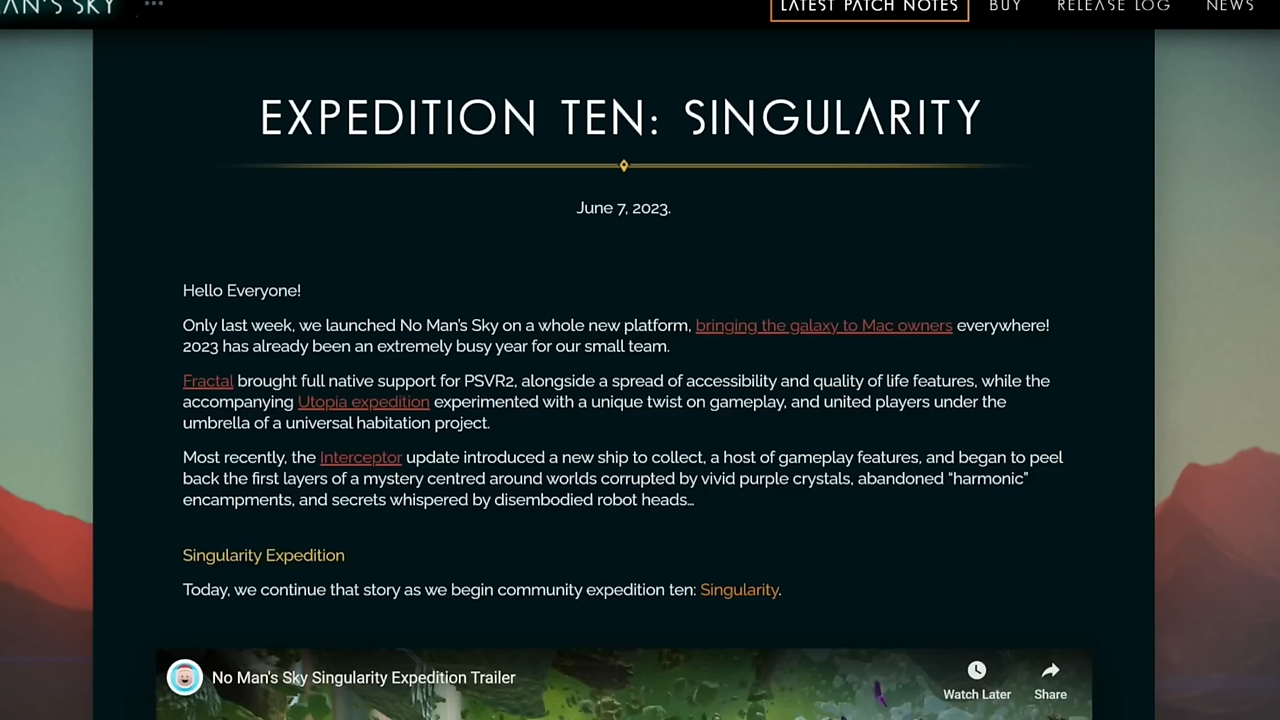 MAN'S SKY
LATEST PATCH NOTES BUY RELEASE LOG NEWS
EXPEDITION TEN: SINGULARITY
June 7, 2023.
Hello Everyone!
Only last week, we launched No Man's Sky on a whole new platform, bringing the galaxy to Mac owners everywhere!
2023 has already been an extremely busy year for our small team.
Fractal brought full native support for PSVR2, alongside a spread of accessibility and quality of life features, while the
accompanying Utopia expedition experimented with a unique twist on gameplay, and united players under the
umbrella of a universal habitation project.
Most recently, the Interceptor update introduced a new ship to collect, a host of gameplay features, and began to peel
back the first layers of a mystery centred around worlds corrupted by vivid purple crystals, abandoned “harmonic”
encampments, and secrets whispered by disembodied robot heads…
Singularity Expedition
Today, we continue that story as we begin community expedition ten: Singularity.
No Man's Sky Singularity Expedition Trailer
Watch Later Share